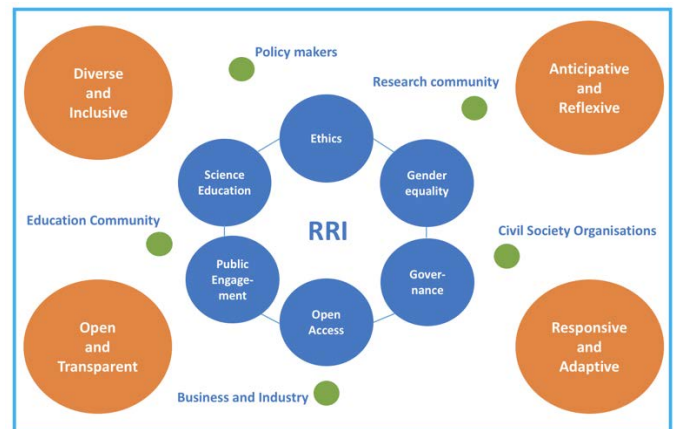 Policy makers
Diverse
and
Inclusive
Anticipative
and
Reflexive
Research community
Ethics
Science
Education
Gender
equality
Education Community
RRI
Civil Society Organisations
Public
Engage-
ment
Gover-
nance
Open
Access
Open
and
Transparent
Responsive
and
Adaptive
Business and Industry